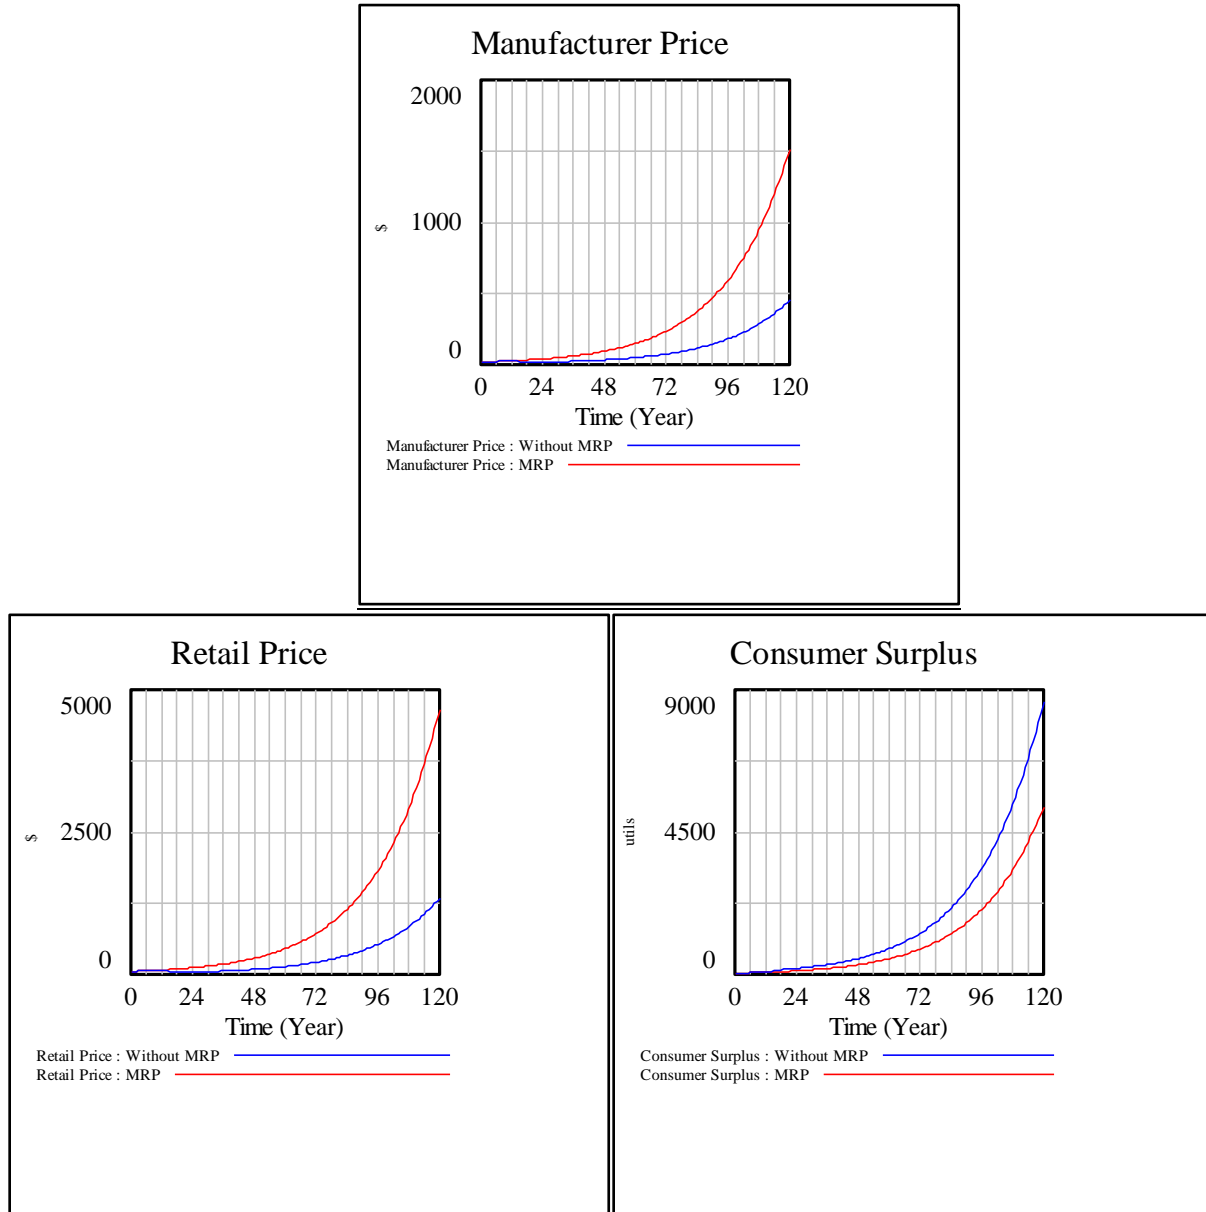 Manufacturer Price
2000
1000
0
$
0 24 48 72 96 120
Time (Year)
Manufacturer Price : Without MRP
Manufacturer Price : MRP
Retail Price
5000
2500
0
$
0 24 48 72 96 120
Time (Year)
Retail Price : Without MRP
Retail Price : MRP
Consumer Surplus
9000
4500
0
utils
0 24 48 72 96 120
Time (Year)
Consumer Surplus : Without MRP
Consumer Surplus : MRP